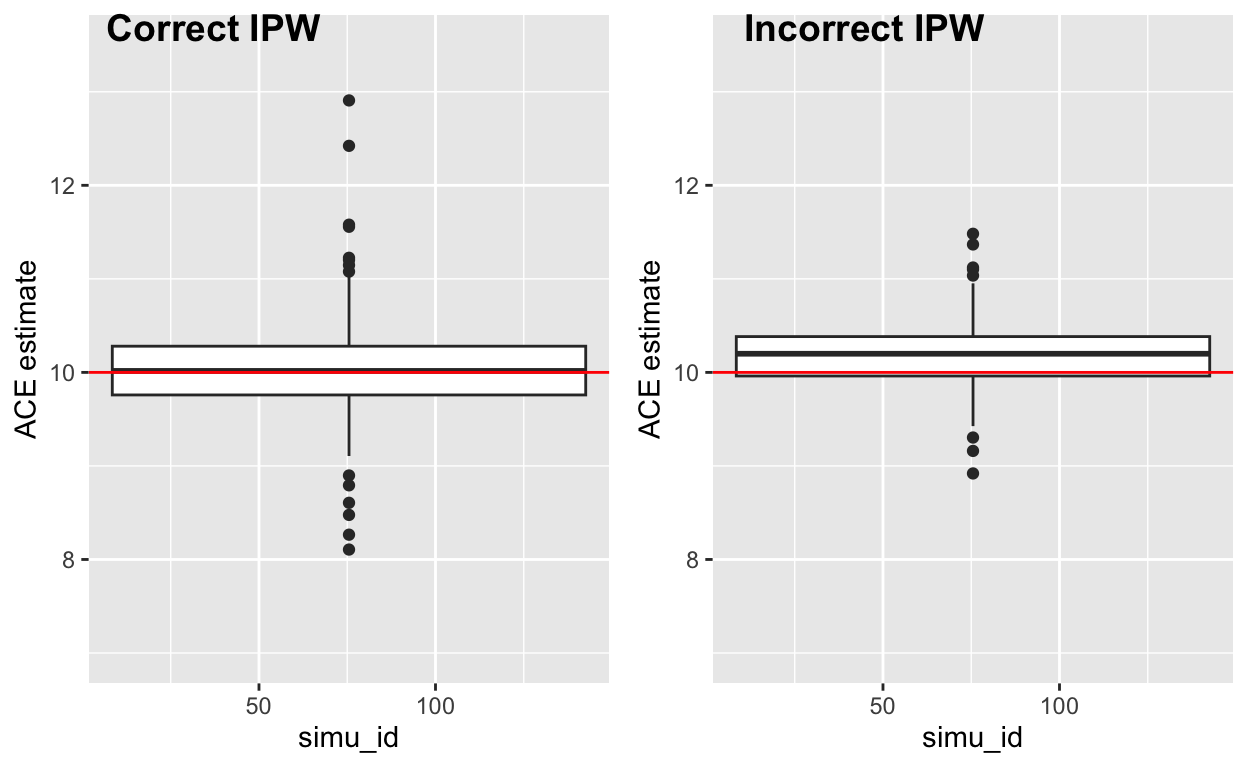 Correct IPW
12
10
8
ACE estimate
50 100
simu_id
Incorrect IPW
12
10
8
ACE estimate
50 100
simu_id